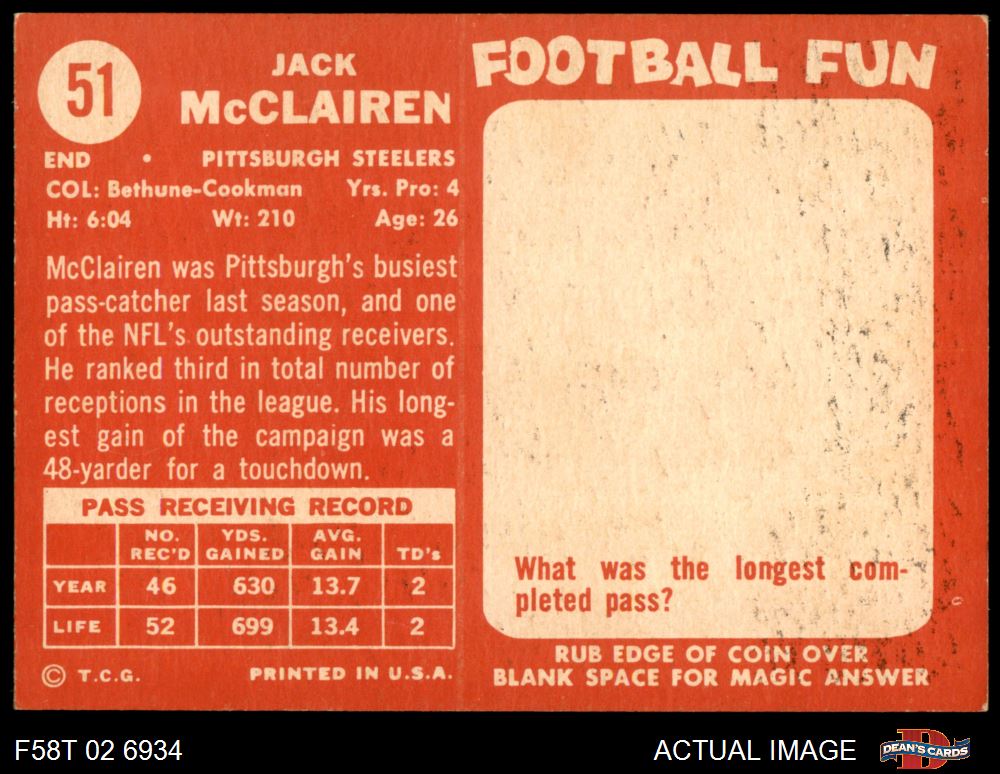 51
JACK
McCLAIREN
END • PITTSBURGH STEELERS
COL: Bethune-Cookman Yrs. Pro: 4
Ht: 6:04 Wt: 210 Age: 26
McClairen was Pittsburgh's busiest
pass-catcher last season, and one
of the NFL's outstanding receivers.
He ranked third in total number of
receptions in the league. His long-
est gain of the campaign was a
48-yarder for a touchdown.
PASS RECEIVING RECORD
NO. REC'D YDS. GAINED AVG. GAIN TD's
YEAR 46 630 13.7 2
LIFE 52 699 13.4 2
© T.C.G. PRINTED IN U.S.A.
FOOTBALL FUN
What was the longest com-
pleted pass?
RUB EDGE OF COIN OVER
BLANK SPACE FOR MAGIC ANSWER
F58T 02 6934 ACTUAL IMAGE DEAN'S CARDS